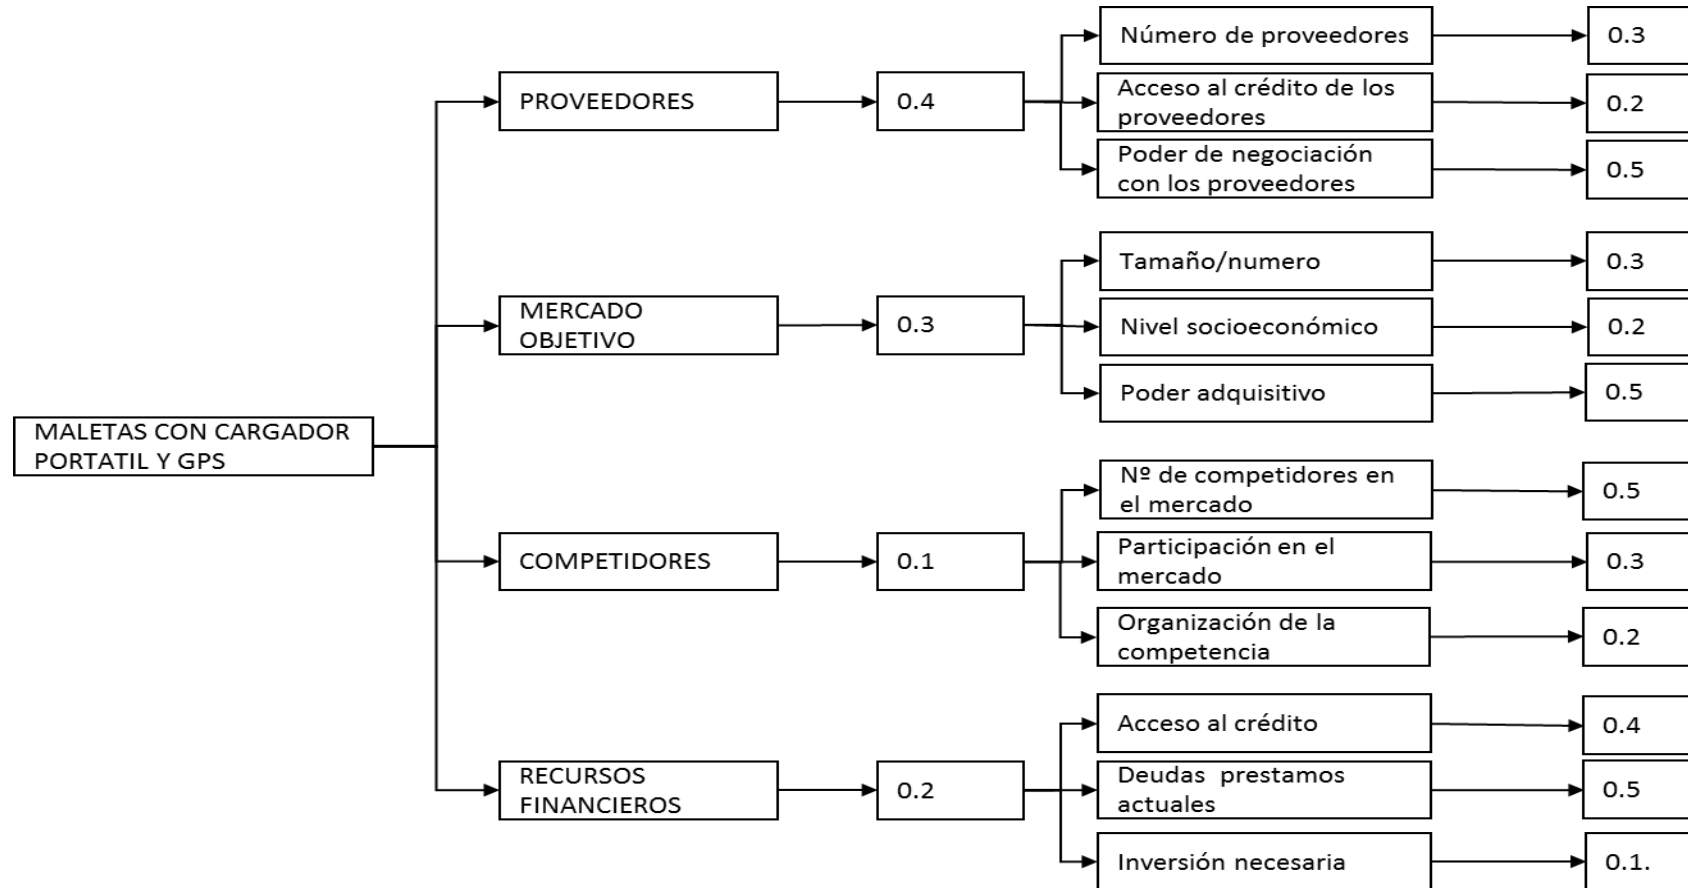 Número de proveedores
0.3
PROVEEDORES
0.4
Acceso al crédito de los
proveedores
0.2
Poder de negociación
con los proveedores
0.5
Tamaño/numero
0.3
MERCADO
OBJETIVO
0.3
Nivel socioeconómico
0.2
Poder adquisitivo
0.5
MALETAS CON CARGADOR
PORTATIL Y GPS
Nº de competidores en
el mercado
0.5
COMPETIDORES
0.1
Participación en el
mercado
0.3
Organización de la
competencia
0.2
Acceso al crédito
0.4
RECURSOS
FINANCIEROS
0.2
Deudas prestamos
actuales
0.5
Inversión necesaria
0.1.